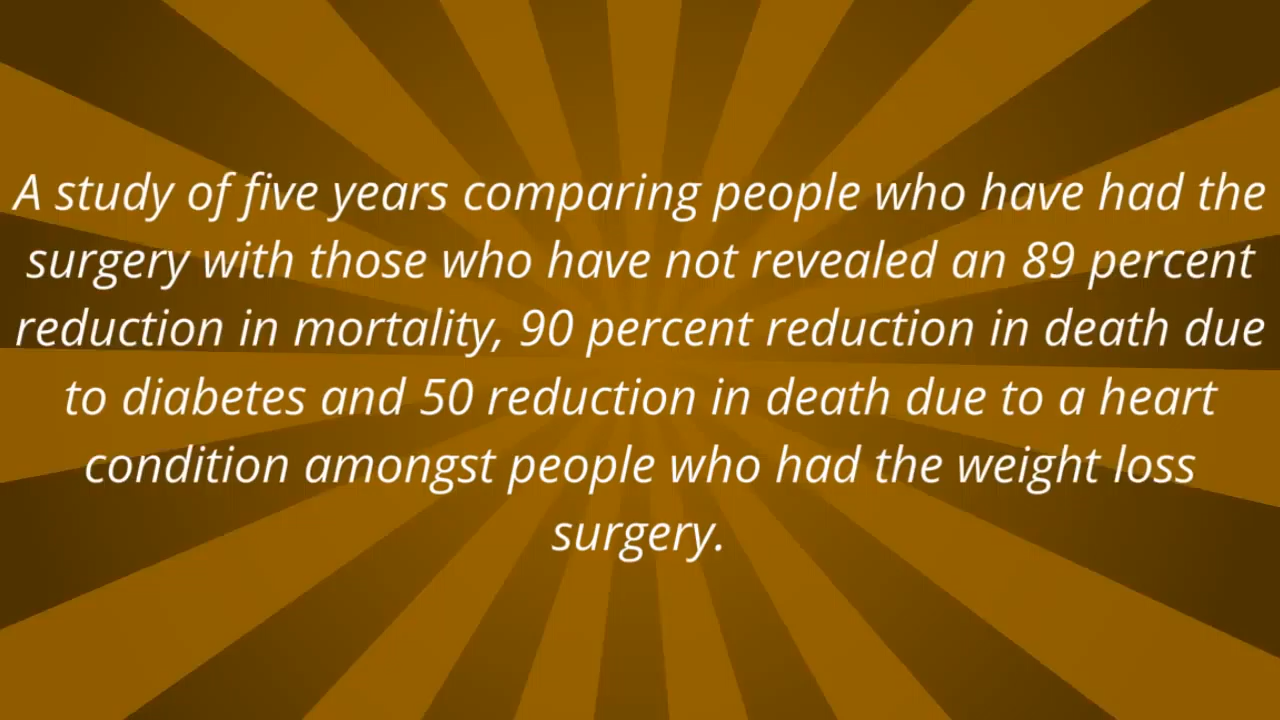 A study of five years comparing people who have had the
surgery with those who have not revealed an 89 percent
reduction in mortality, 90 percent reduction in death due
to diabetes and 50 reduction in death due to a heart
condition amongst people who had the weight loss
surgery.